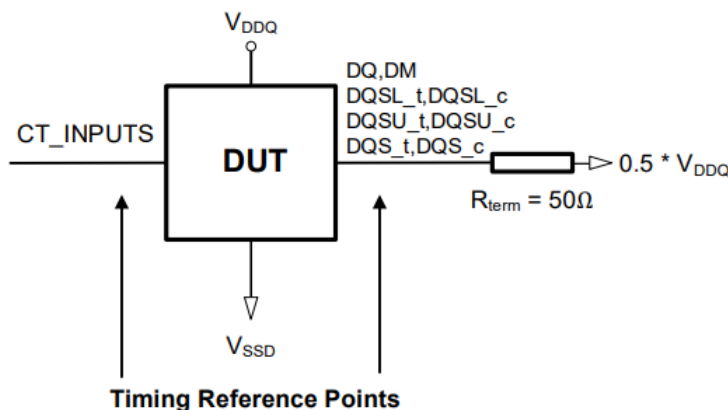 VDDQ
DQ,DM
DQSL_t,DQSL_c
DQSU_t,DQSU_c
DQS_t,DQS_c
CT_INPUTS
DUT
0.5 * VDDQ
Rterm = 50Ω
VSSD
Timing Reference Points